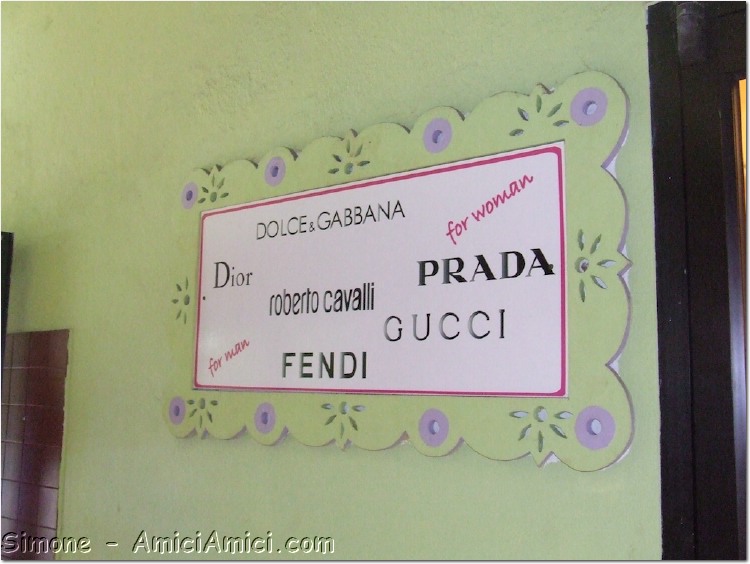 DOLCE&GABBANA
for woman
Dior
PRADA
roberto cavalli
GUCCI
for man
FENDI
Simone - AmiciAmici.com